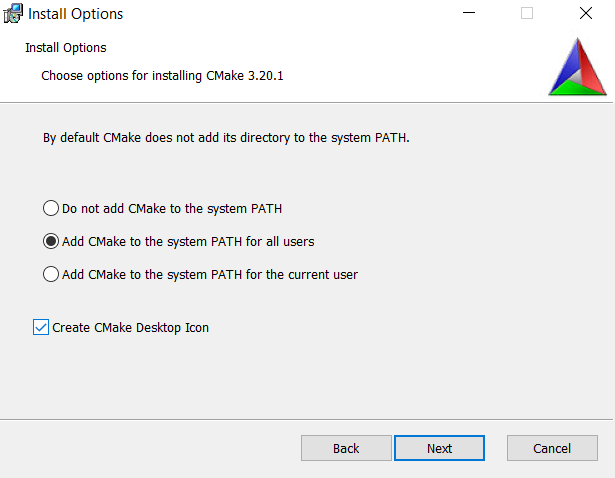 Install Options
Install Options
Choose options for installing CMake 3.20.1
By default CMake does not add its directory to the system PATH.
Do not add CMake to the system PATH
Add CMake to the system PATH for all users
Add CMake to the system PATH for the current user
Create CMake Desktop Icon
Back Next Cancel